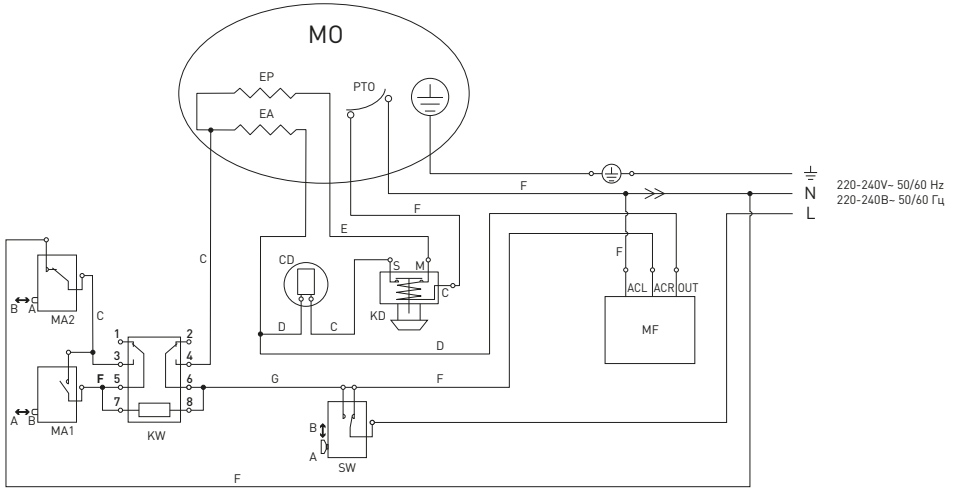 MO
EP
PTO
EA
F
220-240V~ 50/60 Hz
N
220-240В~ 50/60 Гц
L
F
E
F
C
CD
S
M
C
ACL
ACR
OUT
B
A
C
MA2
KD
D
C
MF
1
2
D
3
4
F
5
6
G
F
A
B
7
8
MA1
KW
B
A
SW
F